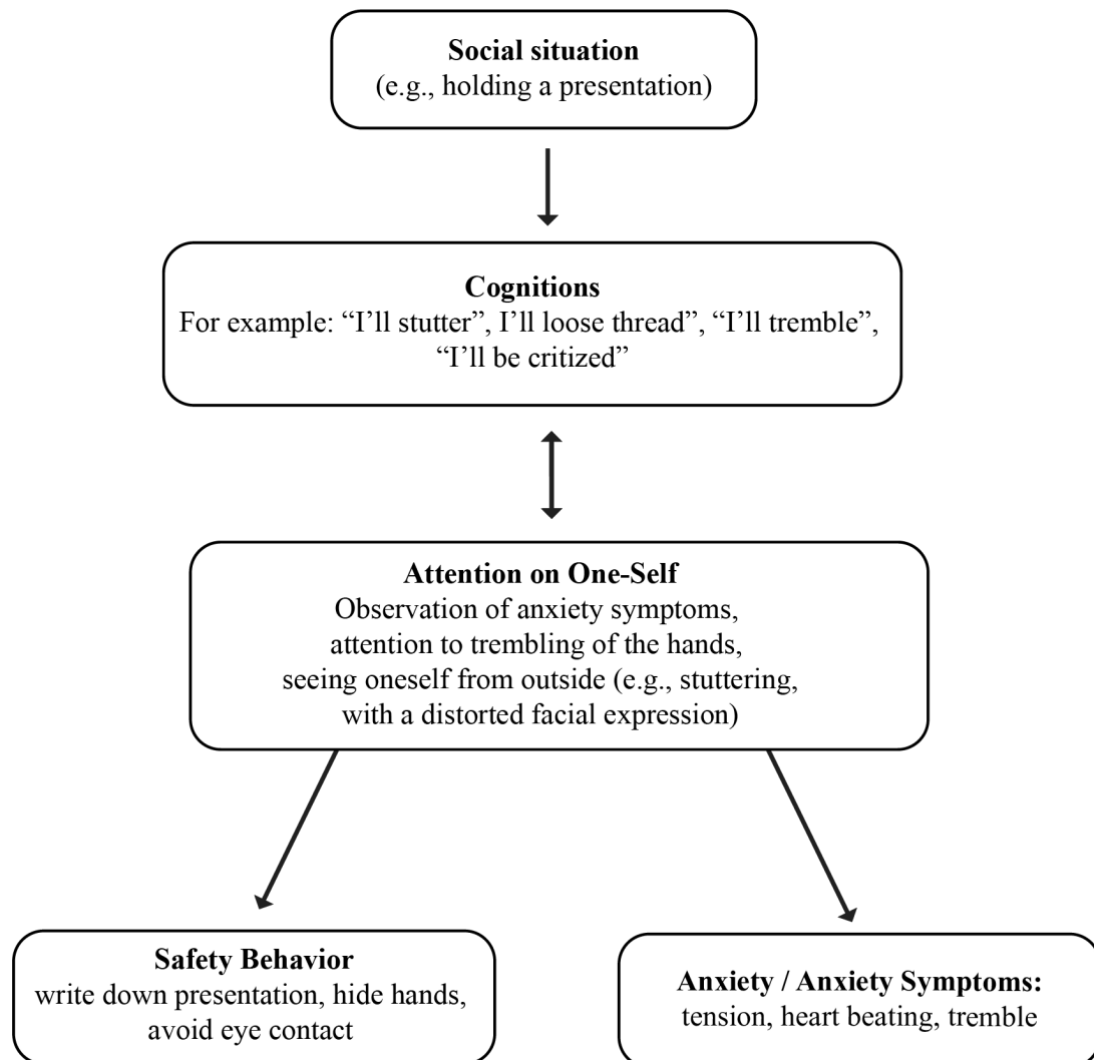 Social situation
(e.g., holding a presentation)
Cognitions
For example: “I’ll stutter”, I’ll loose thread”, “I’ll tremble”,
“I’ll be critized”
Attention on One-Self
Observation of anxiety symptoms,
attention to trembling of the hands,
seeing oneself from outside (e.g., stuttering,
with a distorted facial expression)
Safety Behavior
write down presentation, hide hands,
avoid eye contact
Anxiety / Anxiety Symptoms:
tension, heart beating, tremble